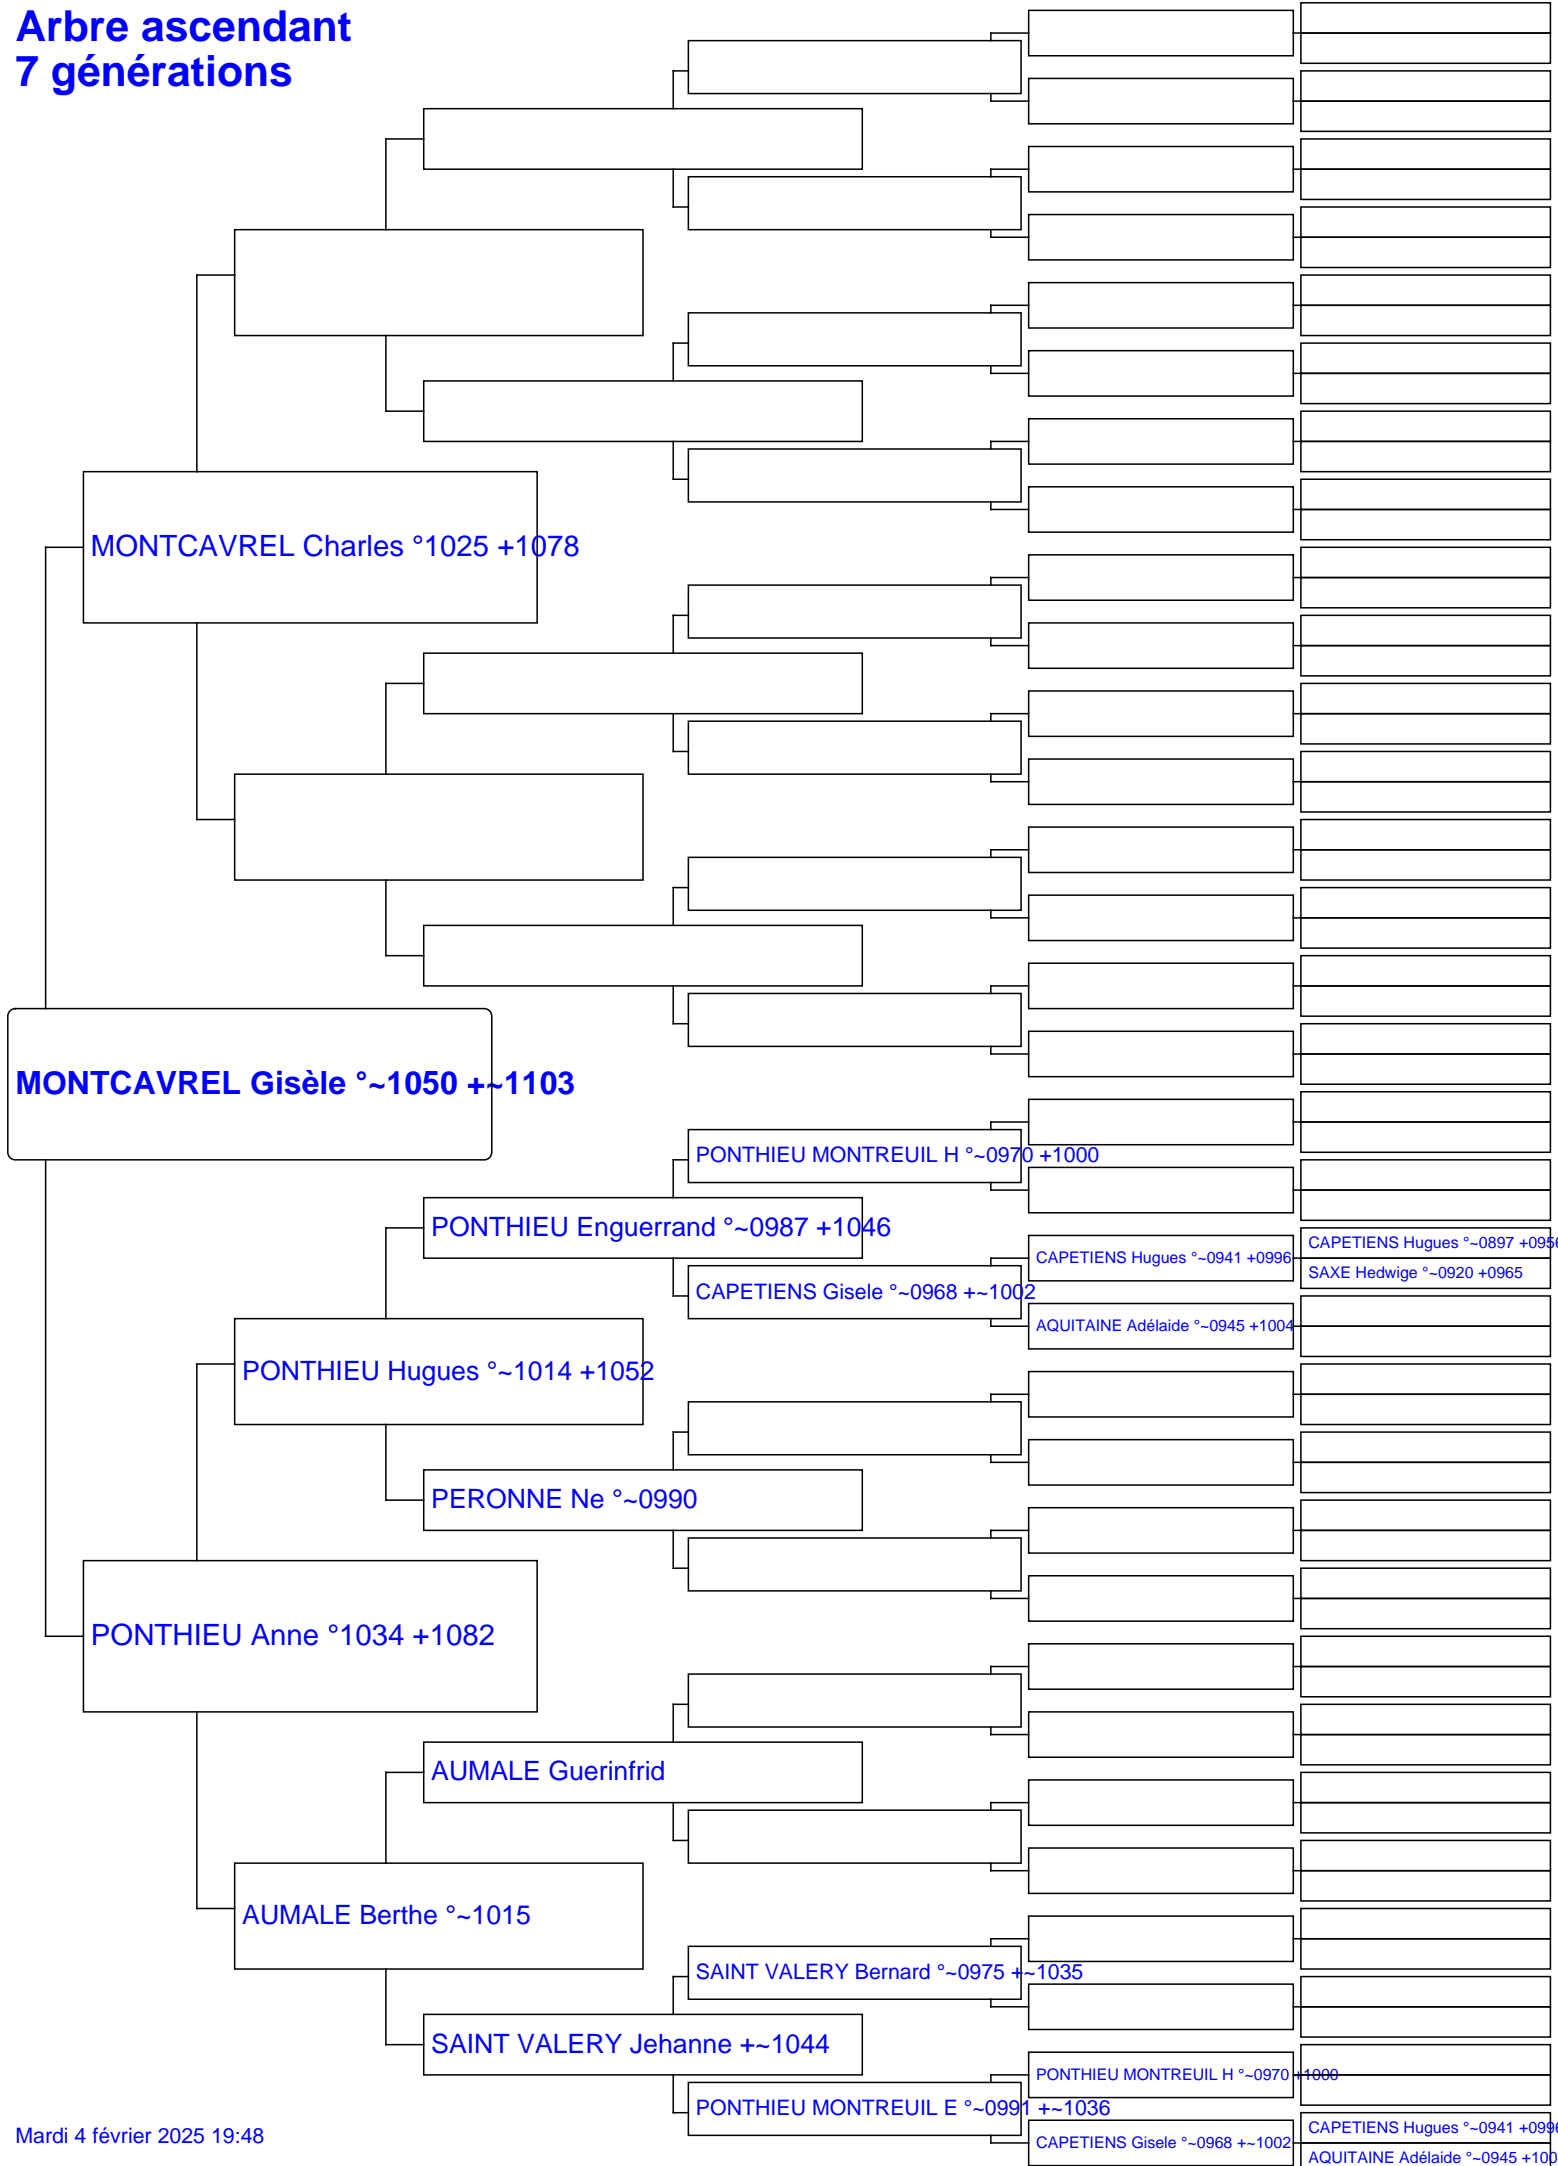 Arbre ascendant
7 générations
MONTCAVREL Charles °1025 +1078
MONTCAVREL Gisèle °~1050 +~1103
PONTHIEU MONTREUIL H °~0970 +1000
PONTHIEU Enguerrand °~0987 +1046
CAPETIENS Hugues °~0897 +0956
CAPETIENS Hugues °~0941 +0996
SAXE Hedwige °~0920 +0965
CAPETIENS Gisele °~0968 +~1002
AQUITAINE Adélaide °~0945 +1004
PONTHIEU Hugues °~1014 +1052
PERONNE Ne °~0990
PONTHIEU Anne °1034 +1082
AUMALE Guerinfrid
AUMALE Berthe °~1015
SAINT VALERY Bernard °~0975 +~1035
SAINT VALERY Jehanne +~1044
PONTHIEU MONTREUIL H °~0970 +1000
PONTHIEU MONTREUIL E °~0991 +~1036
CAPETIENS Hugues °~0941 +0996
CAPETIENS Gisele °~0968 +~1002
AQUITAINE Adélaide °~0945 +100
Mardi 4 février 2025 19:48